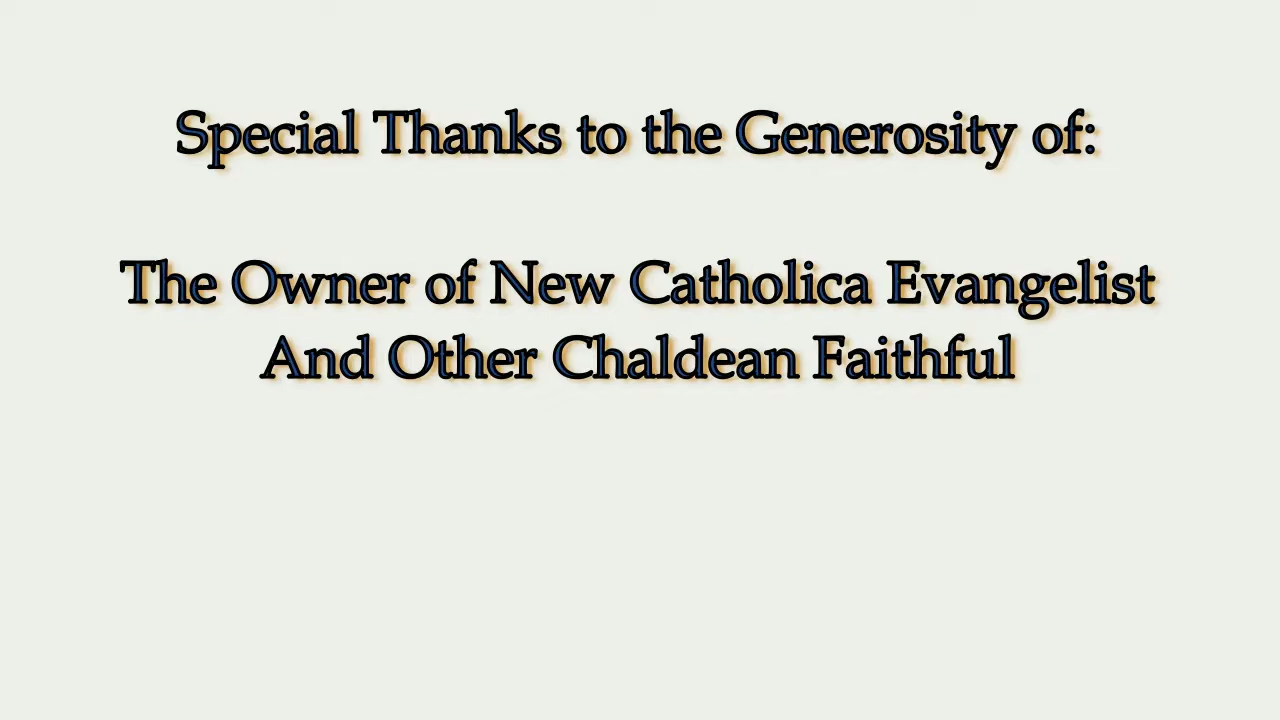 Special Thanks to the Generosity of:
The Owner of New Catholica Evangelist
And Other Chaldean Faithful